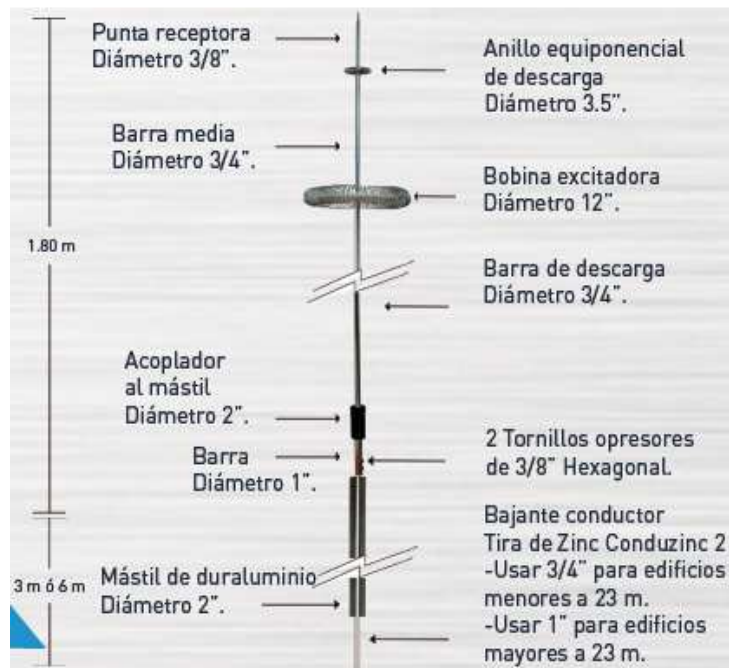 Punta receptora
Diámetro 3/8”.
Anillo equiponencial
de descarga
Diámetro 3.5”.
Barra media
Diámetro 3/4”.
Bobina excitadora
Diámetro 12”.
1.80 m
Barra de descarga
Diámetro 3/4”.
Acoplador
al mástil
Diámetro 2”.
Barra
Diámetro 1”.
2 Tornillos opresores
de 3/8” Hexagonal.
Bajante conductor
Tira de Zinc Conduzinc 2
-Usar 3/4” para edificios
menores a 23 m.
-Usar 1” para edificios
mayores a 23 m.
3 m ó 6 m
Mástil de duraluminio
Diámetro 2”.